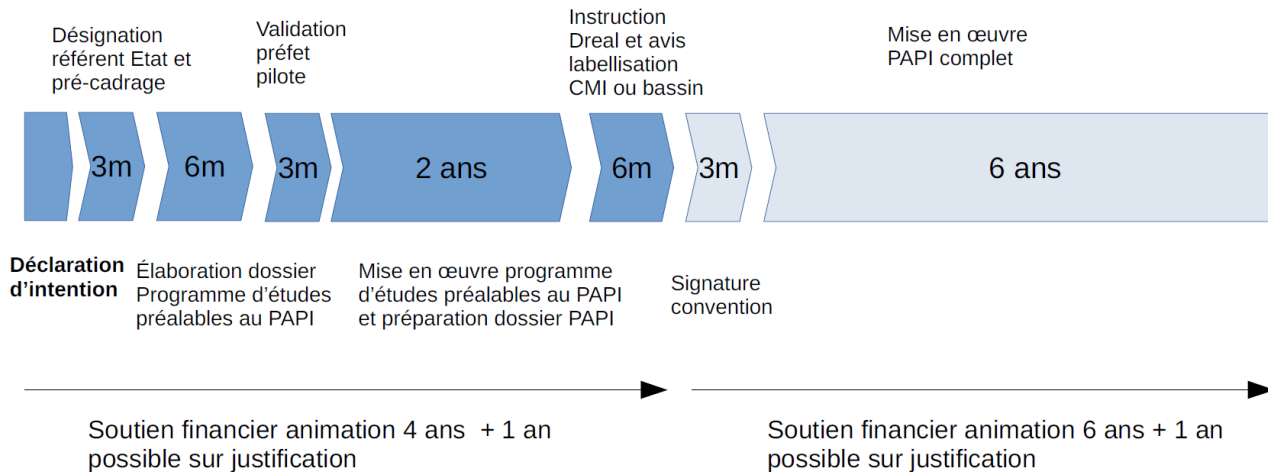 Désignation
référent Etat et
pré-cadrage
Validation
préfet
pilote
Instruction
Dreal et avis
labellisation
CMI ou bassin
Mise en œuvre
PAPI complet
3m
6m
3m
2 ans
6m
3m
6 ans
Déclaration
d’intention
Élaboration dossier
Programme d’études
préalables au PAPI
Mise en œuvre programme
d’études préalables au PAPI
et préparation dossier PAPI
Signature
convention
Soutien financier animation 4 ans + 1 an
possible sur justification
Soutien financier animation 6 ans + 1 an
possible sur justification